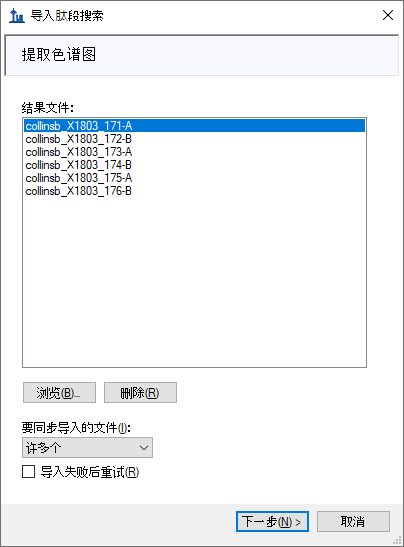 导入肽段搜索
提取色谱图
结果文件:
collinsb_X1803_171-A
collinsb_X1803_172-B
collinsb_X1803_173-A
collinsb_X1803_174-B
collinsb_X1803_175-A
collinsb_X1803_176-B
浏览(B)... 删除(R)
要同步导入的文件(I):
许多个
导入失败后重试(R)
下一步(N) > 取消